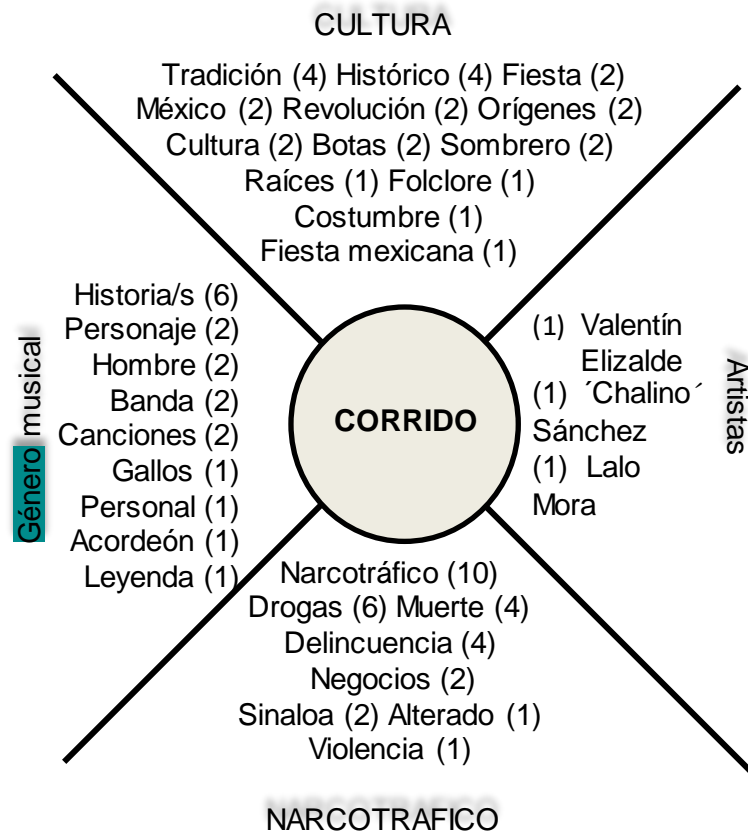 CULTURA
Tradición (4) Histórico (4) Fiesta (2)
México (2) Revolución (2) Orígenes (2)
Cultura (2) Botas (2) Sombrero (2)
Raíces (1) Folclore (1)
Costumbre (1)
Fiesta mexicana (1)
Género musical
Historia/s (6)
Personaje (2)
Hombre (2)
Banda (2)
Canciones (2)
Gallos (1)
Personal (1)
Acordeón (1)
Leyenda (1)
CORRIDO
(1) Valentín
Elizalde
(1) ´Chalino´
Sánchez
(1) Lalo
Mora
Artistas
Narcotráfico (10)
Drogas (6) Muerte (4)
Delincuencia (4)
Negocios (2)
Sinaloa (2) Alterado (1)
Violencia (1)
NARCOTRAFICO